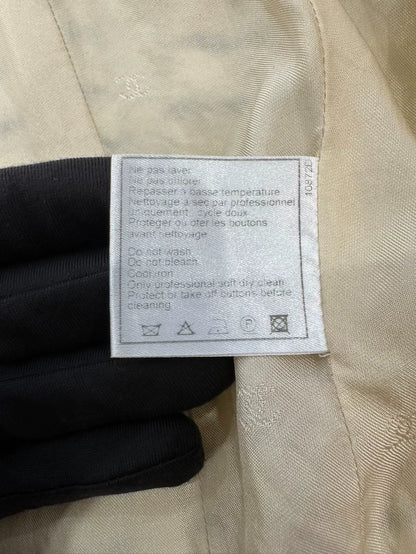 Ne pas laver
Ne pas chlorer
Repasser à basse température
Nettoyage à sec par professionnel
uniquement, cycle doux
Protéger ou ôter les boutons
avant nettoyage
Do not wash
Do not bleach
Cool iron
Only professional soft dry clean
Protect or take off buttons before
cleaning
P